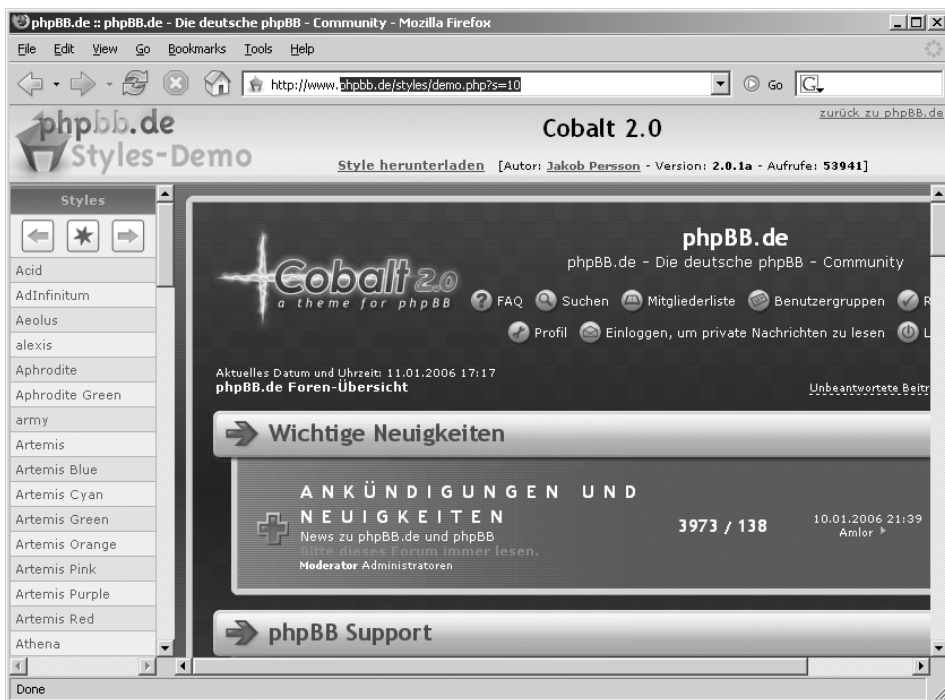 phpBB.de :: phpBB.de - Die deutsche phpBB - Community - Mozilla Firefox
File Edit View Go Bookmarks Tools Help
http://www.phpbb.de/styles/demo.php?s=10 Go G
phpbb.de
Styles-Demo
Cobalt 2.0
zurück zu phpBB.de
Style herunterladen [Autor: Jakob Persson - Version: 2.0.1a - Aufrufe: 53941]
Styles
Acid
AdInfinitum
Aeolus
alexis
Aphrodite
Aphrodite Green
army
Artemis
Artemis Blue
Artemis Cyan
Artemis Green
Artemis Orange
Artemis Pink
Artemis Purple
Artemis Red
Athena
Cobalt 2.0
a theme for phpBB
phpBB.de
phpBB.de - Die deutsche phpBB - Community
FAQ Suchen Mitgliederliste Benutzergruppen R
Profil Einloggen, um private Nachrichten zu lesen L
Aktuelles Datum und Uhrzeit: 11.01.2006 17:17
phpBB.de Foren-Übersicht
Unbeantwortete Beitr
Wichtige Neuigkeiten
ANKÜNDIGUNGEN UND
NEUIGKEITEN
News zu phpBB.de und phpBB
Bitte dieses Forum immer lesen.
Moderator Administratoren
3973 / 138
10.01.2006 21:39
Amlor
phpBB Support
Done